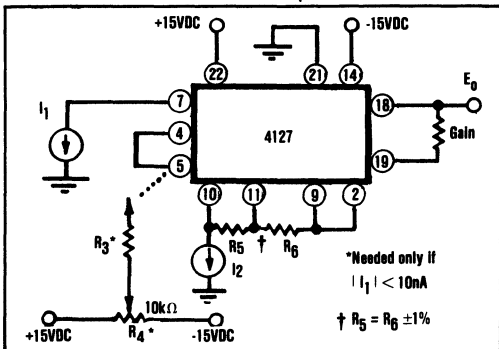 +15VDC
-15VDC
22
21
14
E₀
I₁
7
18
4
4127
Gain
5
19
10
11
9
2
R₅
†
R₆
R₃*
I₂
*Needed only if
| I₁ | < 10nA
10kΩ
+15VDC
R₄*
-15VDC
† R₅ = R₆ ±1%